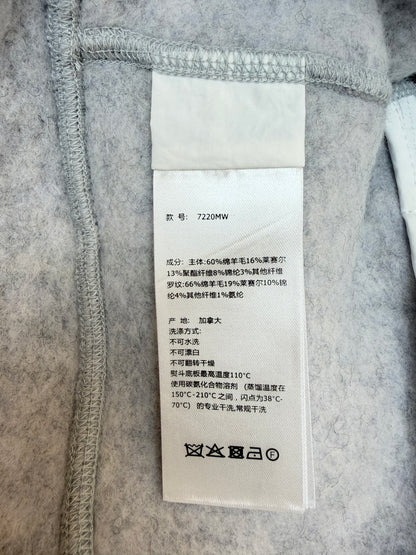 款 号: 7220MW
成分: 主体:60%绵羊毛16%莱赛尔
13%聚酯纤维8%锦纶3%其他纤维
罗纹:66%绵羊毛19%莱赛尔10%锦
纶4%其他纤维1%氨纶
产 地: 加拿大
洗涤方式:
不可水洗
不可漂白
不可翻转干燥
熨斗底板最高温度110℃
使用碳氢化合物溶剂 (蒸馏温度在
150℃-210℃ 之间, 闪点为38℃-
70℃) 的专业干洗,常规干洗
F